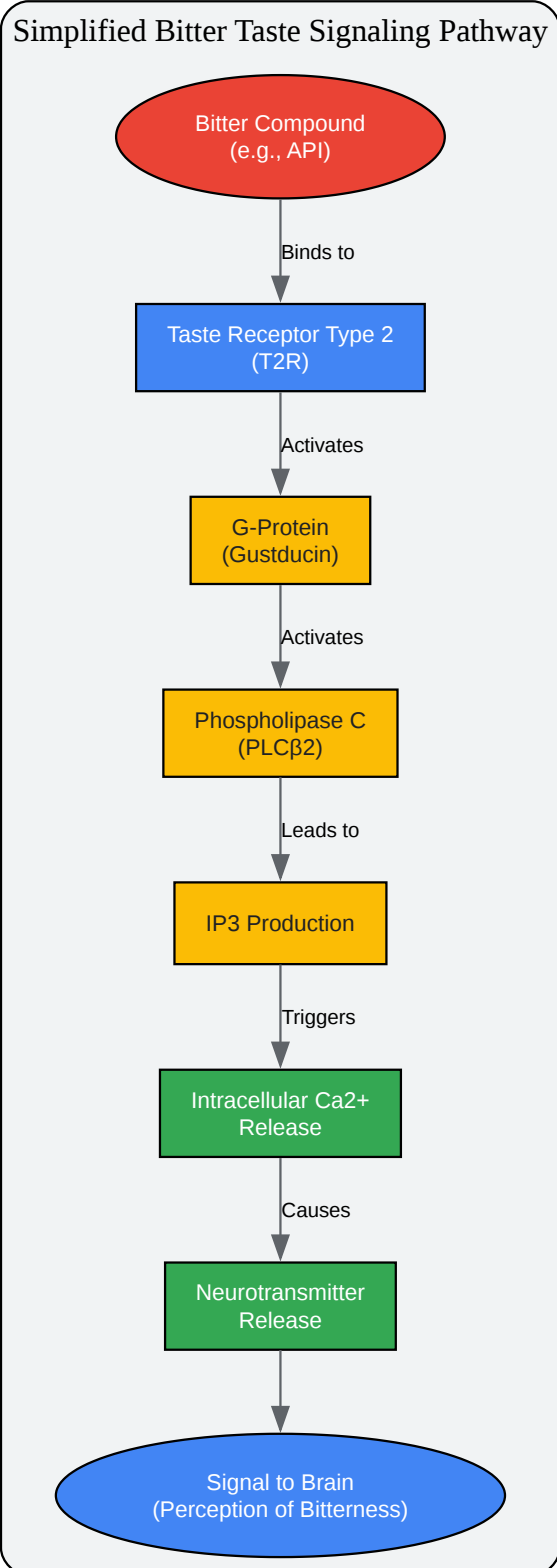 Simplified Bitter Taste Signaling Pathway
Bitter Compound
(e.g., API)
Binds to
Taste Receptor Type 2
(T2R)
Activates
G-Protein
(Gustducin)
Activates
Phospholipase C
(PLCβ2)
Leads to
IP3 Production
Triggers
Intracellular Ca2+
Release
Causes
Neurotransmitter
Release
Signal to Brain
(Perception of Bitterness)